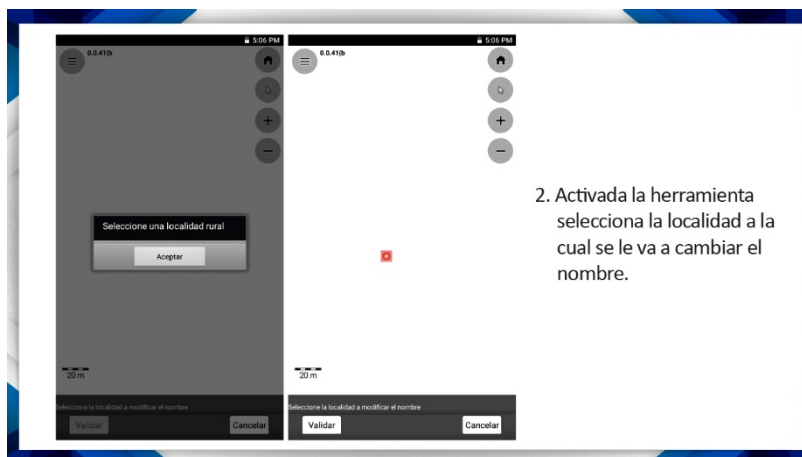 5:06 PM
0.0.41(b
Seleccione una localidad rural
Aceptar
20 m
Seleccione la localidad a modificar el nombre
Validar
Cancelar
5:06 PM
0.0.41(b
20 m
Seleccione la localidad a modificar el nombre
Validar
Cancelar
2. Activada la herramienta
selecciona la localidad a la
cual se le va a cambiar el
nombre.